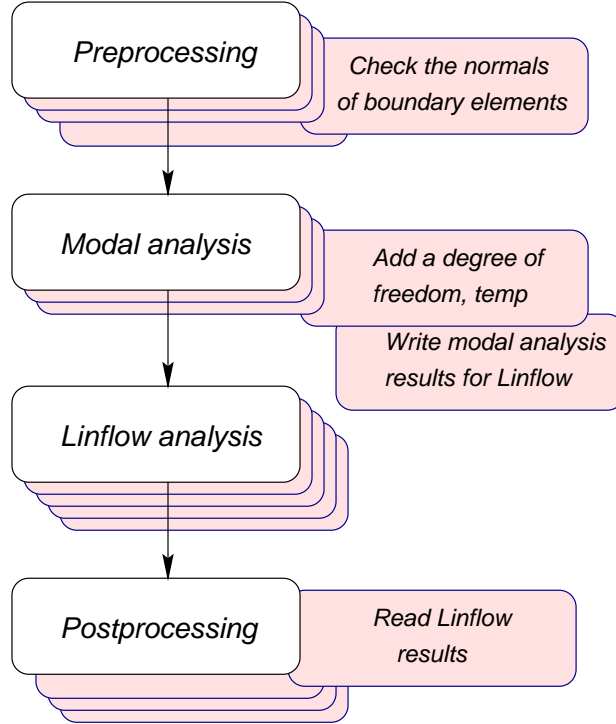 Preprocessing
Check the normals
of boundary elements
Modal analysis
Add a degree of
freedom, temp
Write modal analysis
results for Linflow
Linflow analysis
Postprocessing
Read Linflow
results